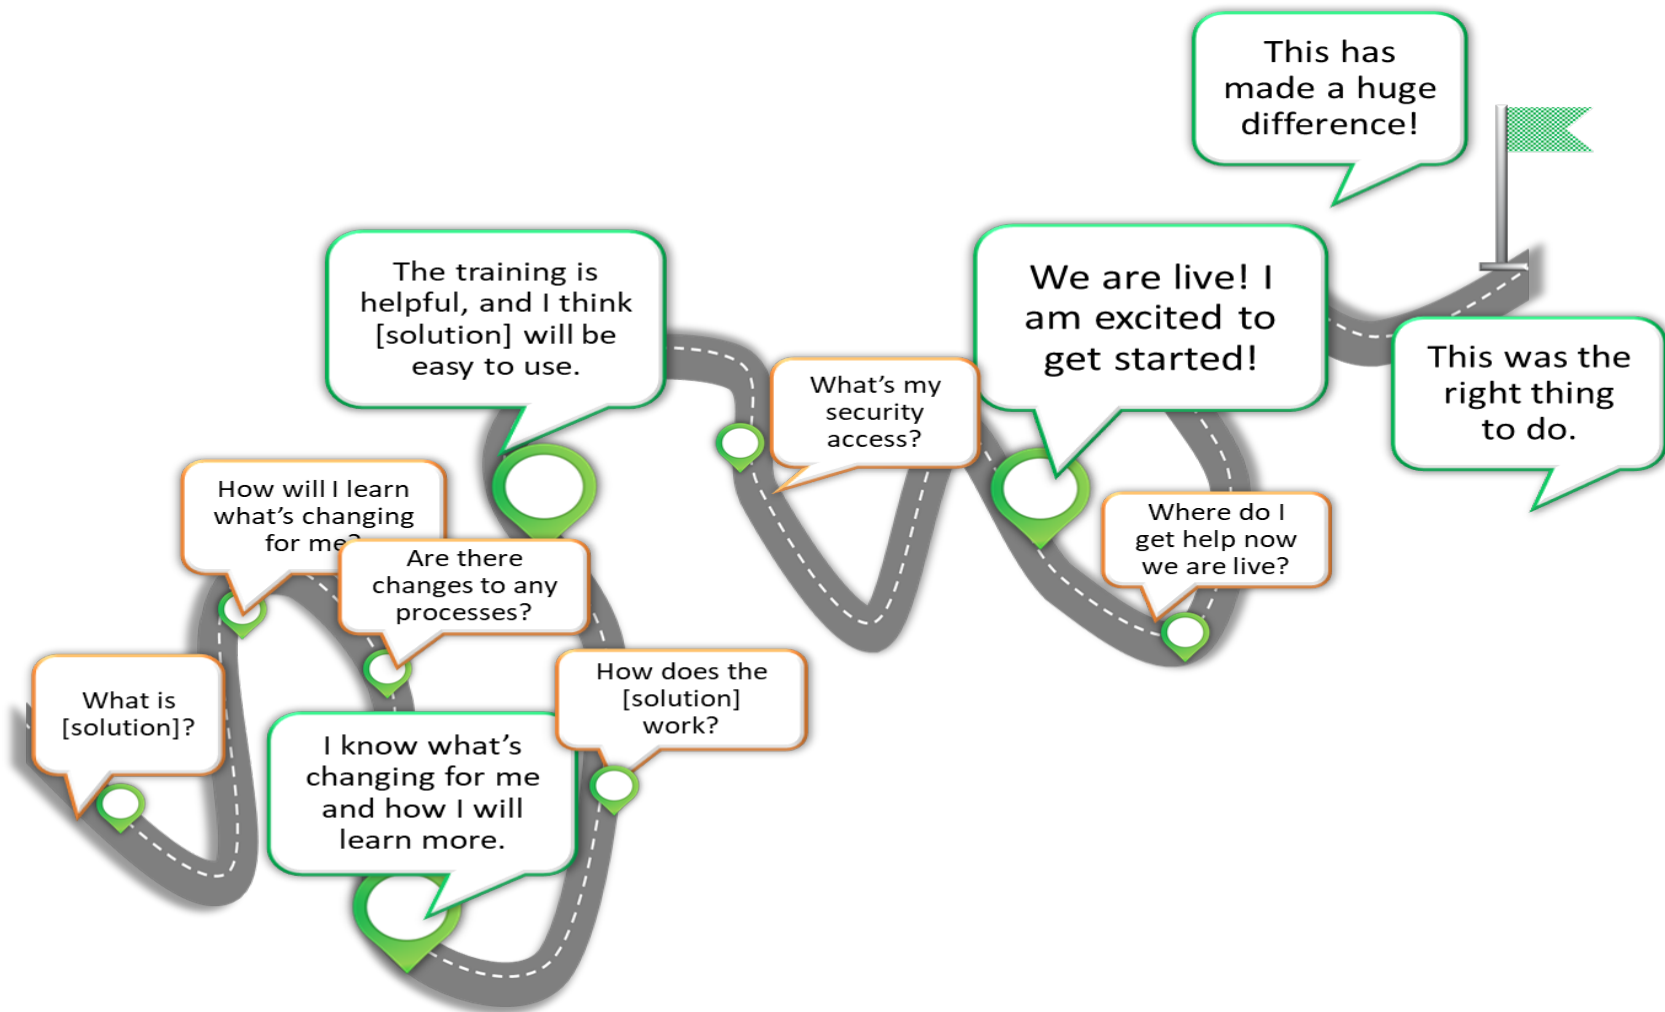 This has
made a huge
difference!
The training is
helpful, and I think
[solution] will be
easy to use.
We are live! I
am excited to
get started!
This was the
right thing
to do.
What’s my
security
access?
How will I learn
what’s changing
for me?
Where do I
get help now
we are live?
Are there
changes to any
processes?
How does the
[solution]
work?
What is
[solution]?
I know what’s
changing for me
and how I will
learn more.